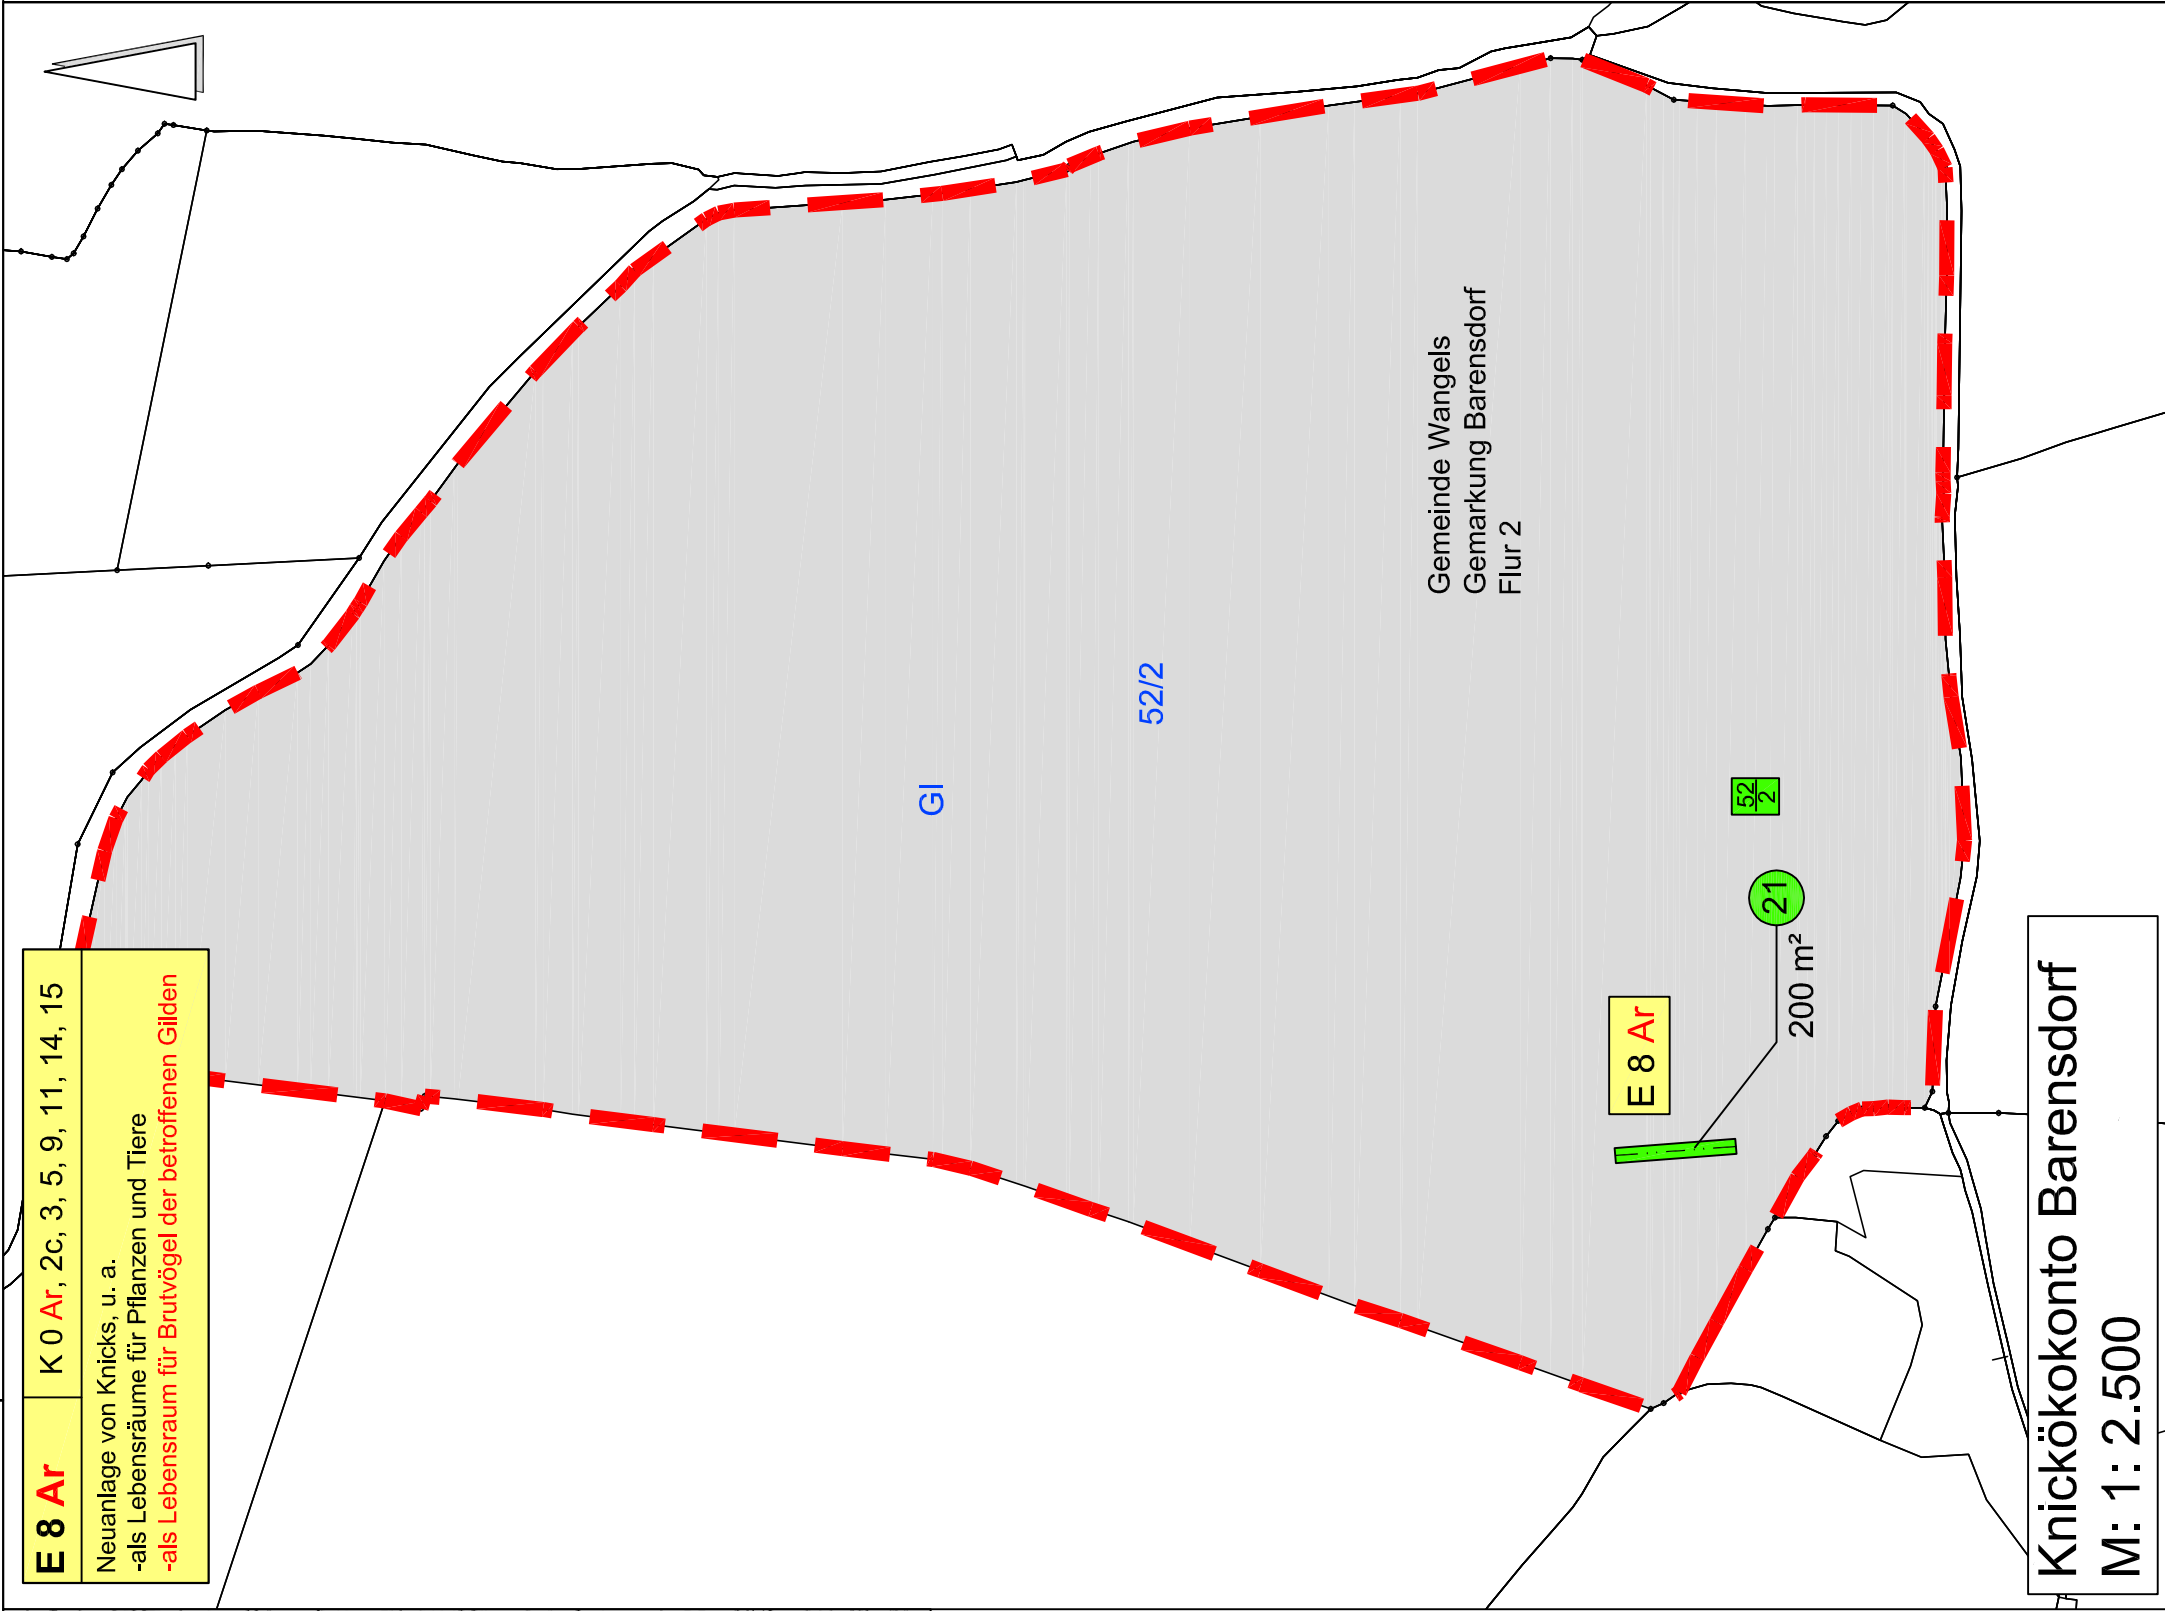 E 8 Ar
K 0 Ar, 2c, 3, 5, 9, 11, 14, 15
Neuanlage von Knicks, u. a.
-als Lebensräume für Pflanzen und Tiere
-als Lebensraum für Brutvögel der betroffenen Gilden
GI
52/2
Gemeinde Wangels
Gemarkung Barensdorf
Flur 2
E 8 Ar
52
2
21
200 m²
Knickökokonto Barensdorf
M: 1: 2.500